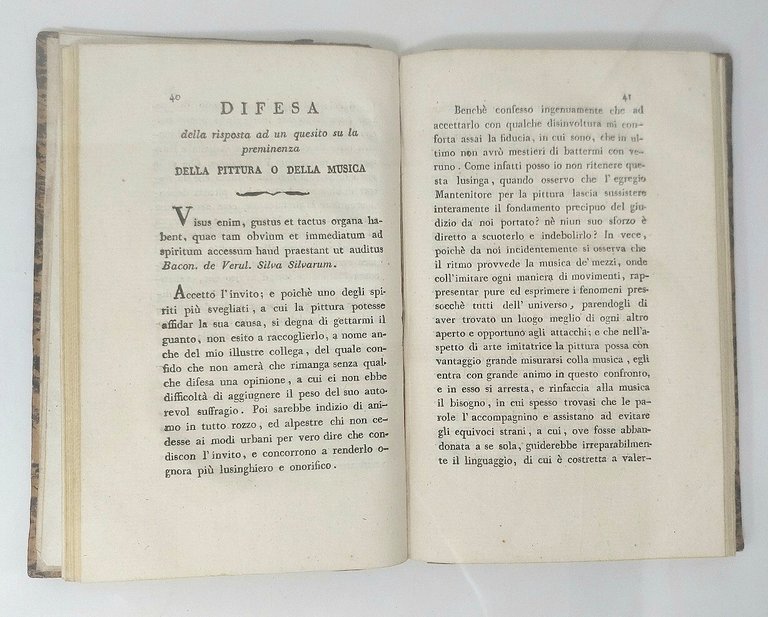 40
DIFESA
della risposta ad un quesito su la
preminenza
DELLA PITTURA O DELLA MUSICA
Visus enim, gustus et tactus organa ha-
bent, quae tam obvium et immediatum ad
spiritum accessum haud praestant ut auditus
Bacon. de Verul. Silva Silvarum.
Accetto l'invito; e poichè uno degli spi-
riti più svegliati, a cui la pittura potesse
affidar la sua causa, si degna di gettarmi il
guanto, non esito a raccoglierlo, a nome an-
che del mio illustre collega, del quale con-
fido che non amerà che rimanga senza qual-
che difesa una opinione, a cui ei non ebbe
difficoltà di aggiugnere il peso del suo auto-
revol suffragio. Poi sarebbe indizio di ani-
mo in tutto rozzo, ed alpestre chi non ce-
desse ai modi urbani per vero dire che con-
discon l'invito, e concorrono a renderlo o-
gnora più lusinghiero e onorifico.
41
Benchè confesso ingenuamente che ad
accettarlo con qualche disinvoltura mi con-
forta assai la fiducia, in cui sono, che in ul-
timo non avrò mestieri di battermi con ve-
runo. Come infatti posso io non ritenere que-
sta lusinga, quando osservo che l'egregio
Mantenitore per la pittura lascia sussistere
interamente il fondamento precipuo del giu-
dizio da noi portato? nè niun suo sforzo è
diretto a scuoterlo e indebolirlo? In vece,
poichè da noi incidentemente si osserva che
il ritmo provvede la musica de' mezzi, onde
coll'imitare ogni maniera di movimenti, rap-
presentar pure ed esprimere i fenomeni pres-
socchè tutti dell'universo, parendogli di
aver trovato un luogo meglio di ogni altro
aperto e opportuno agli attacchi; e che nell'a-
spetto di arte imitatrice la pittura possa con
vantaggio grande misurarsi colla musica, egli
entra con grande animo in questo confronto,
e in esso si arresta, e rinfaccia alla musica
il bisogno, in cui spesso trovasi che le pa-
role l'accompagnino e assistano ad evitare
gli equivoci strani, a cui, ove fosse abban-
donata a se sola, guiderebbe irreparabilmen-
te il linguaggio, di cui è costretta a valer-